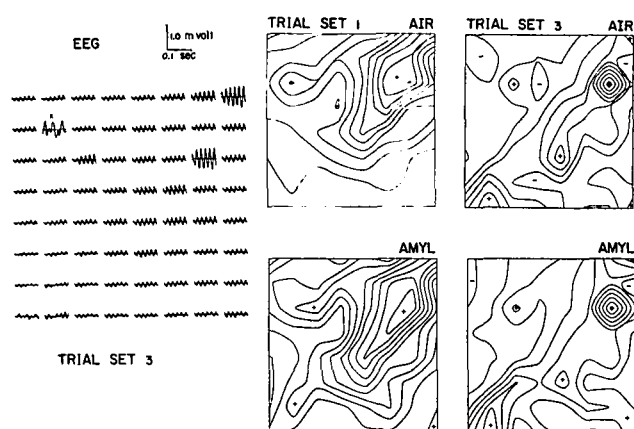 TRIAL SET 1 AIR
TRIAL SET 3 AIR
EEG
1.0 m volt
0.1 sec
AMYL
AMYL
TRIAL SET 3